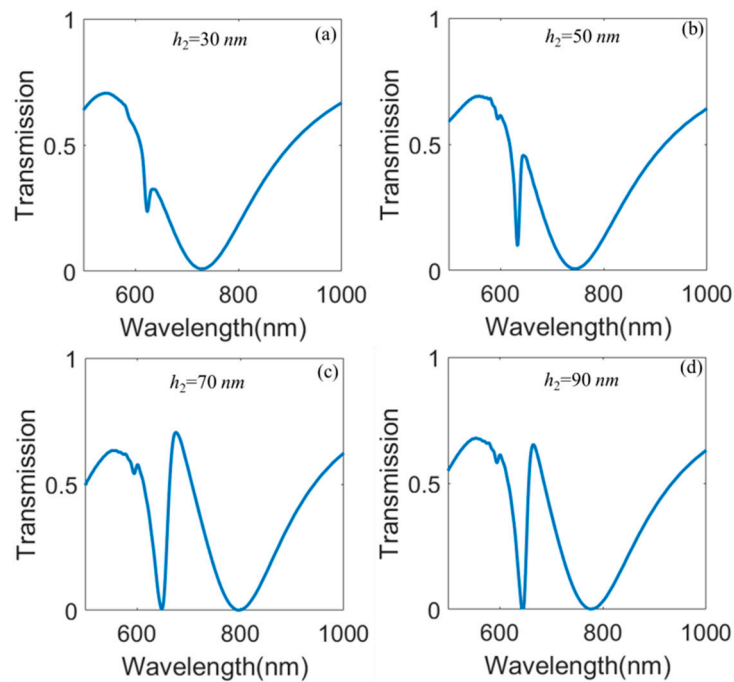 h2=30 nm
(a)
1
0.5
0
Transmission
600
800
1000
Wavelength(nm)
h2=50 nm
(b)
1
0.5
0
Transmission
600
800
1000
Wavelength(nm)
h2=70 nm
(c)
1
0.5
0
Transmission
600
800
1000
Wavelength(nm)
h2=90 nm
(d)
1
0.5
0
Transmission
600
800
1000
Wavelength(nm)